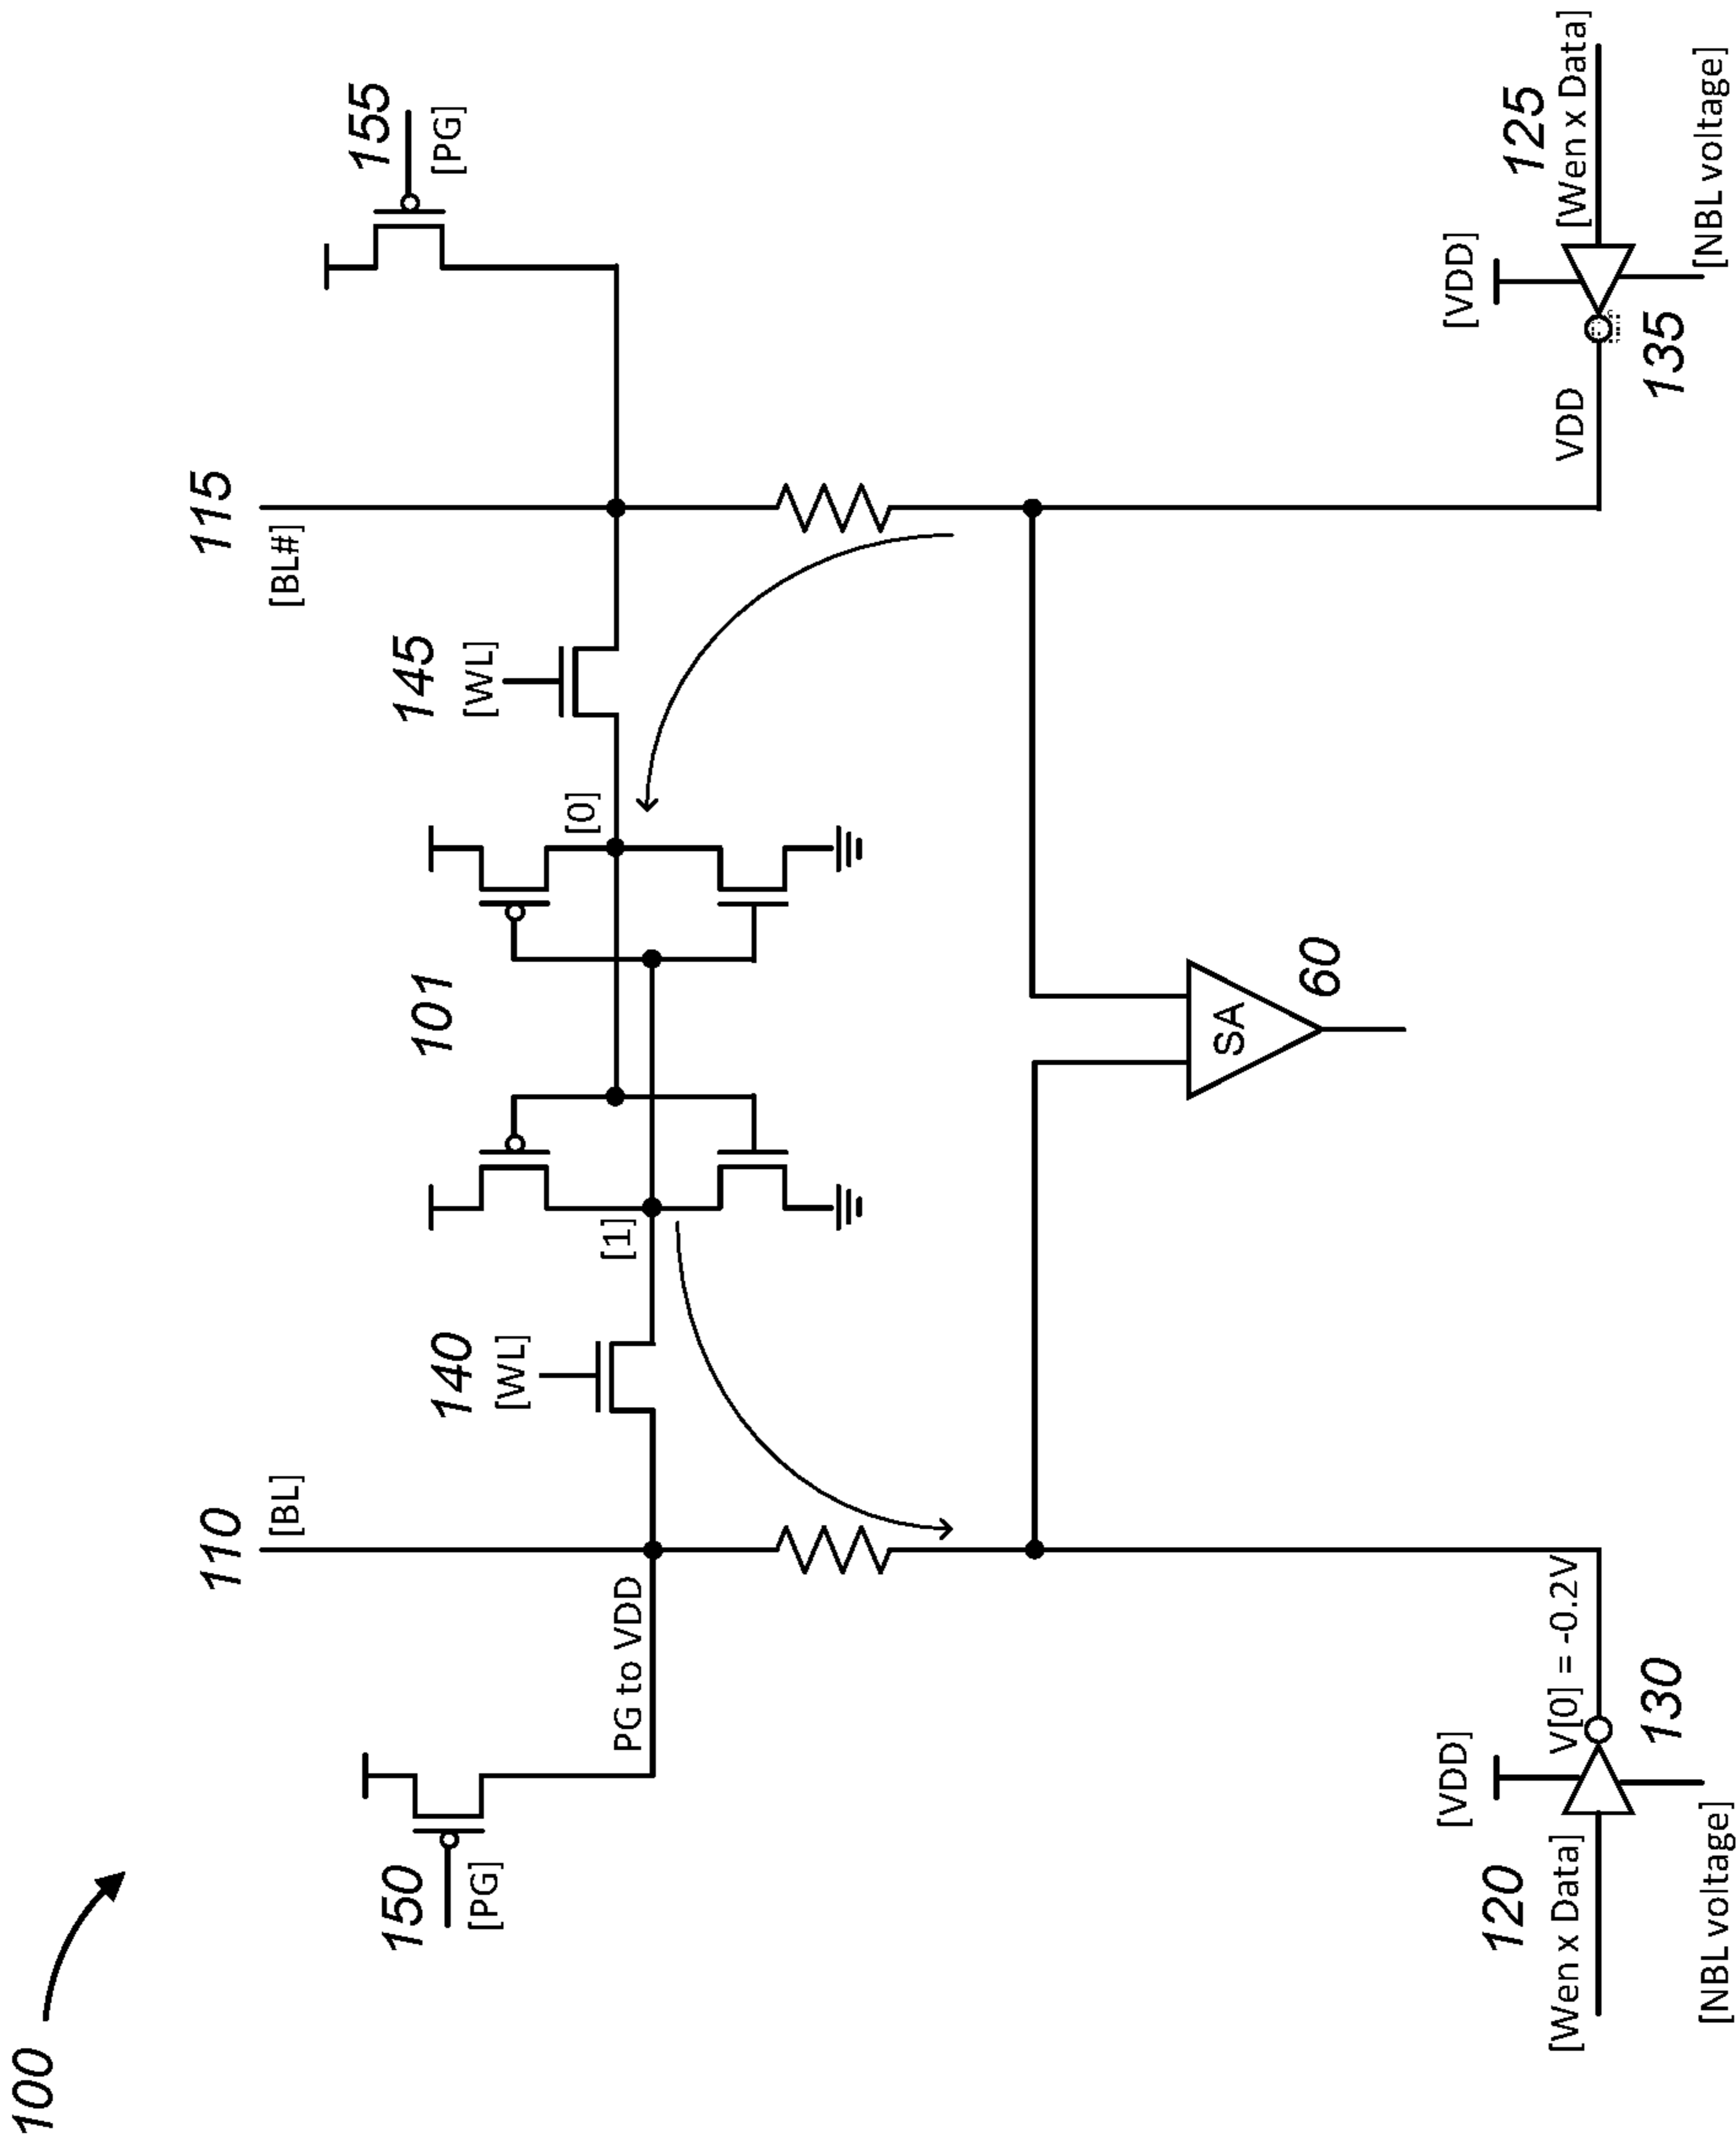 100
110
[BL]
115
[BL#]
150
[PG]
PG to VDD
140
[WL]
[1]
101
[0]
145
[WL]
155
[PG]
SA
60
120
[Wen x Data]
[NBL voltage]
[VDD]
V[0] = -0.2V
130
VDD
135
[VDD]
125
[Wen x Data]
[NBL voltage]